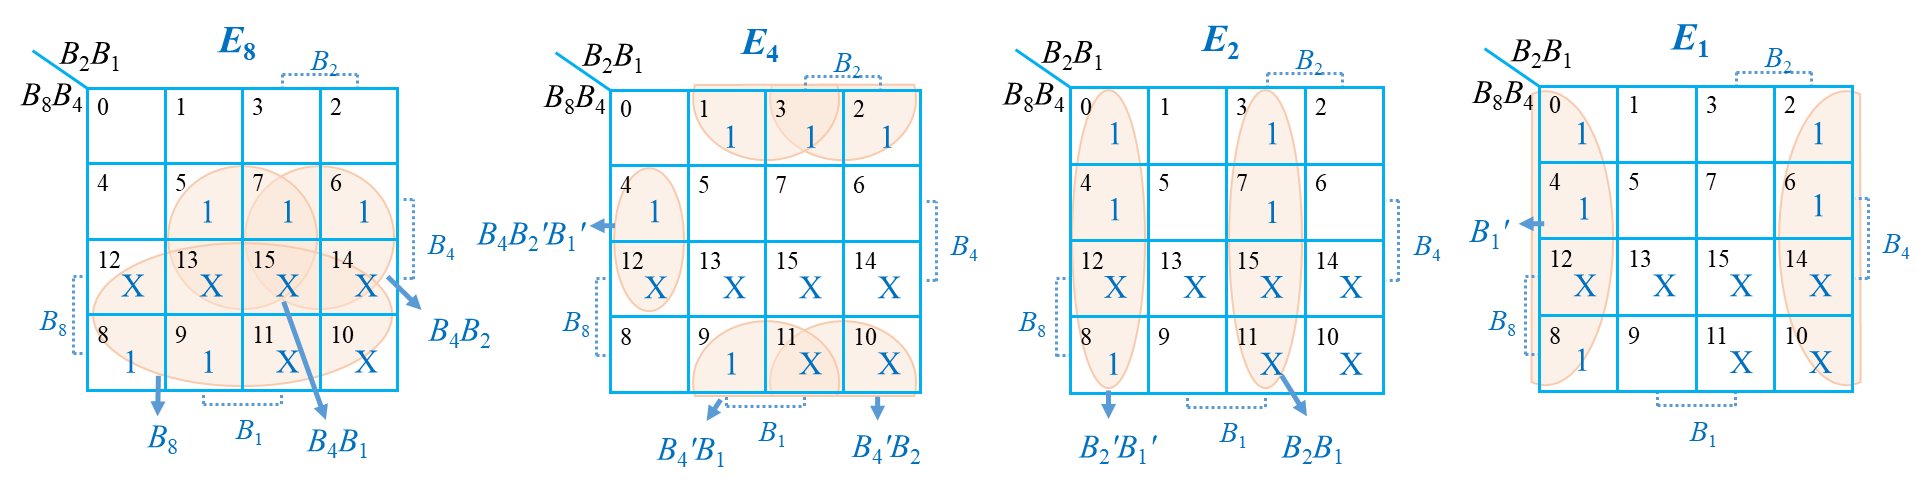 E8
B2B1
B8B4
B2
0 1 3 2
4 5 7 6
1 1 1
12 13 15 14
X X X X
8 9 11 10
1 1 X X
B4
B8
B1
B4B2
B8
B4B1
E4
B2B1
B8B4
B2
0 1 3 2
1 1 1
4 5 7 6
1
12 13 15 14
X X X X
8 9 11 10
1 X X
B4B2′B1′
B4
B8
B1
B4′B1
B4′B2
E2
B2B1
B8B4
B2
0 1 3 2
1 1
4 5 7 6
1 1
12 13 15 14
X X X X
8 9 11 10
1 X X
B4
B8
B1
B2′B1′
B2B1
E1
B2B1
B8B4
B2
0 1 3 2
1 1
4 5 7 6
1 1
12 13 15 14
X X X X
8 9 11 10
1 X X
B1′
B4
B8
B1